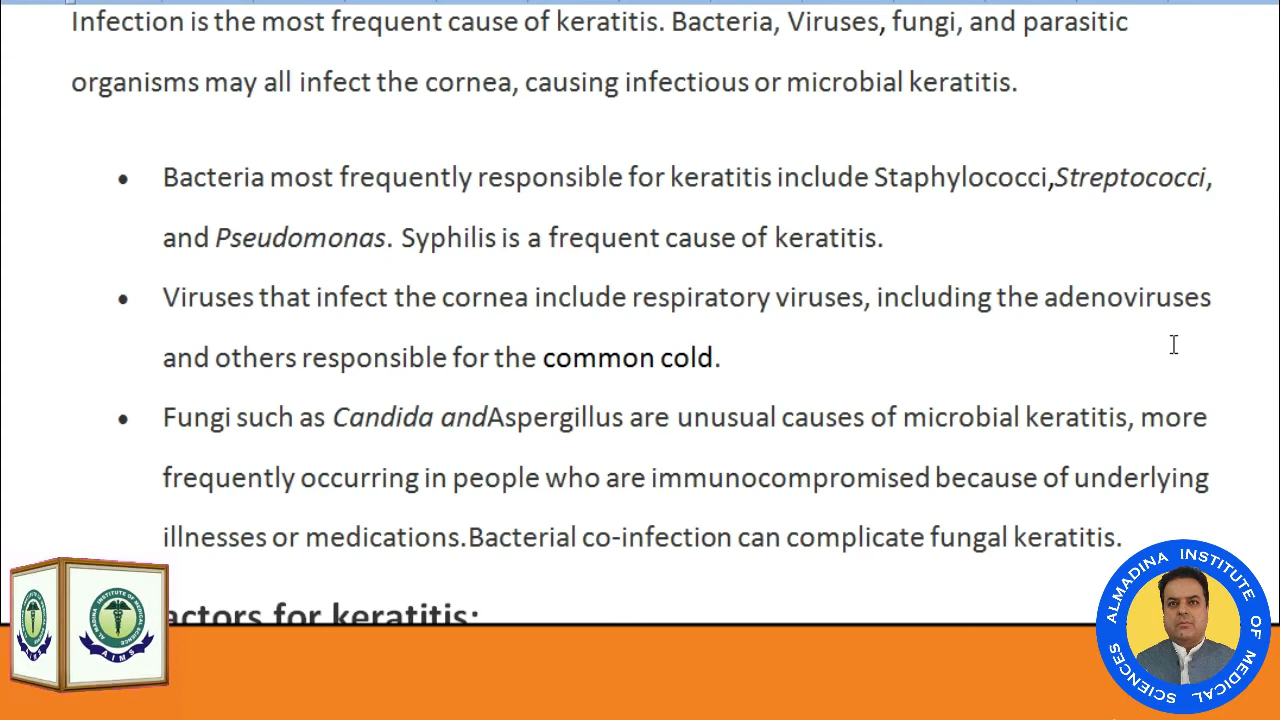 Infection is the most frequent cause of keratitis. Bacteria, Viruses, fungi, and parasitic
organisms may all infect the cornea, causing infectious or microbial keratitis.
• Bacteria most frequently responsible for keratitis include Staphylococci,Streptococci,
and Pseudomonas. Syphilis is a frequent cause of keratitis.
• Viruses that infect the cornea include respiratory viruses, including the adenoviruses
and others responsible for the common cold.
• Fungi such as Candida andAspergillus are unusual causes of microbial keratitis, more
frequently occurring in people who are immunocompromised because of underlying
illnesses or medications.Bacterial co-infection can complicate fungal keratitis.
actors for keratitis:
ALMADINA INSTITUTE OF MEDICAL SCIENCES
AIMS